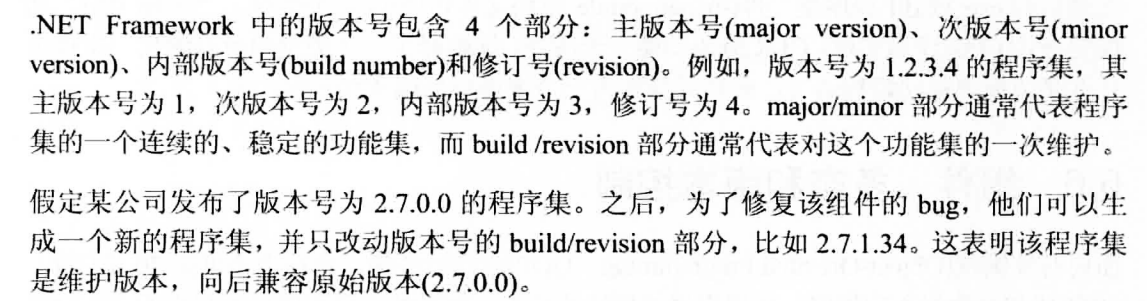 .NET Framework 中的版本号包含 4 个部分：主版本号(major version)、次版本号(minor
version)、内部版本号(build number)和修订号(revision)。例如，版本号为 1.2.3.4 的程序集，其
主版本号为 1，次版本号为 2，内部版本号为 3，修订号为 4。major/minor 部分通常代表程序
集的一个连续的、稳定的功能集，而 build /revision 部分通常代表对这个功能集的一次维护。
假定某公司发布了版本号为 2.7.0.0 的程序集。之后，为了修复该组件的 bug，他们可以生
成一个新的程序集，并只改动版本号的 build/revision 部分，比如 2.7.1.34。这表明该程序集
是维护版本，向后兼容原始版本(2.7.0.0)。